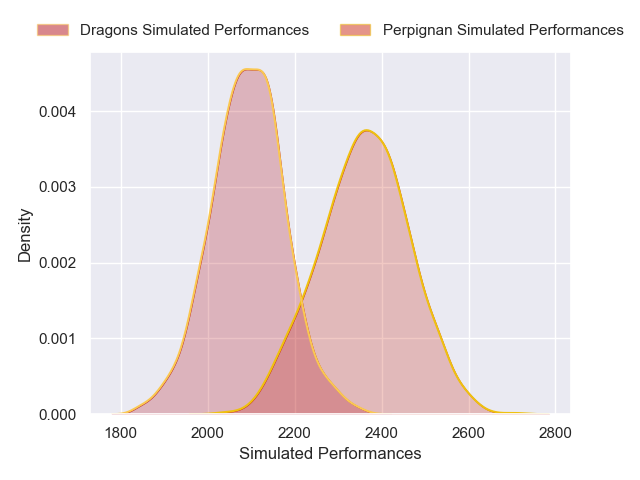 Dragons Simulated Performances Perpignan Simulated Performances
0.004
0.003
0.002
0.001
0.000
Density
1800 2000 2200 2400 2600 2800
Simulated Performances